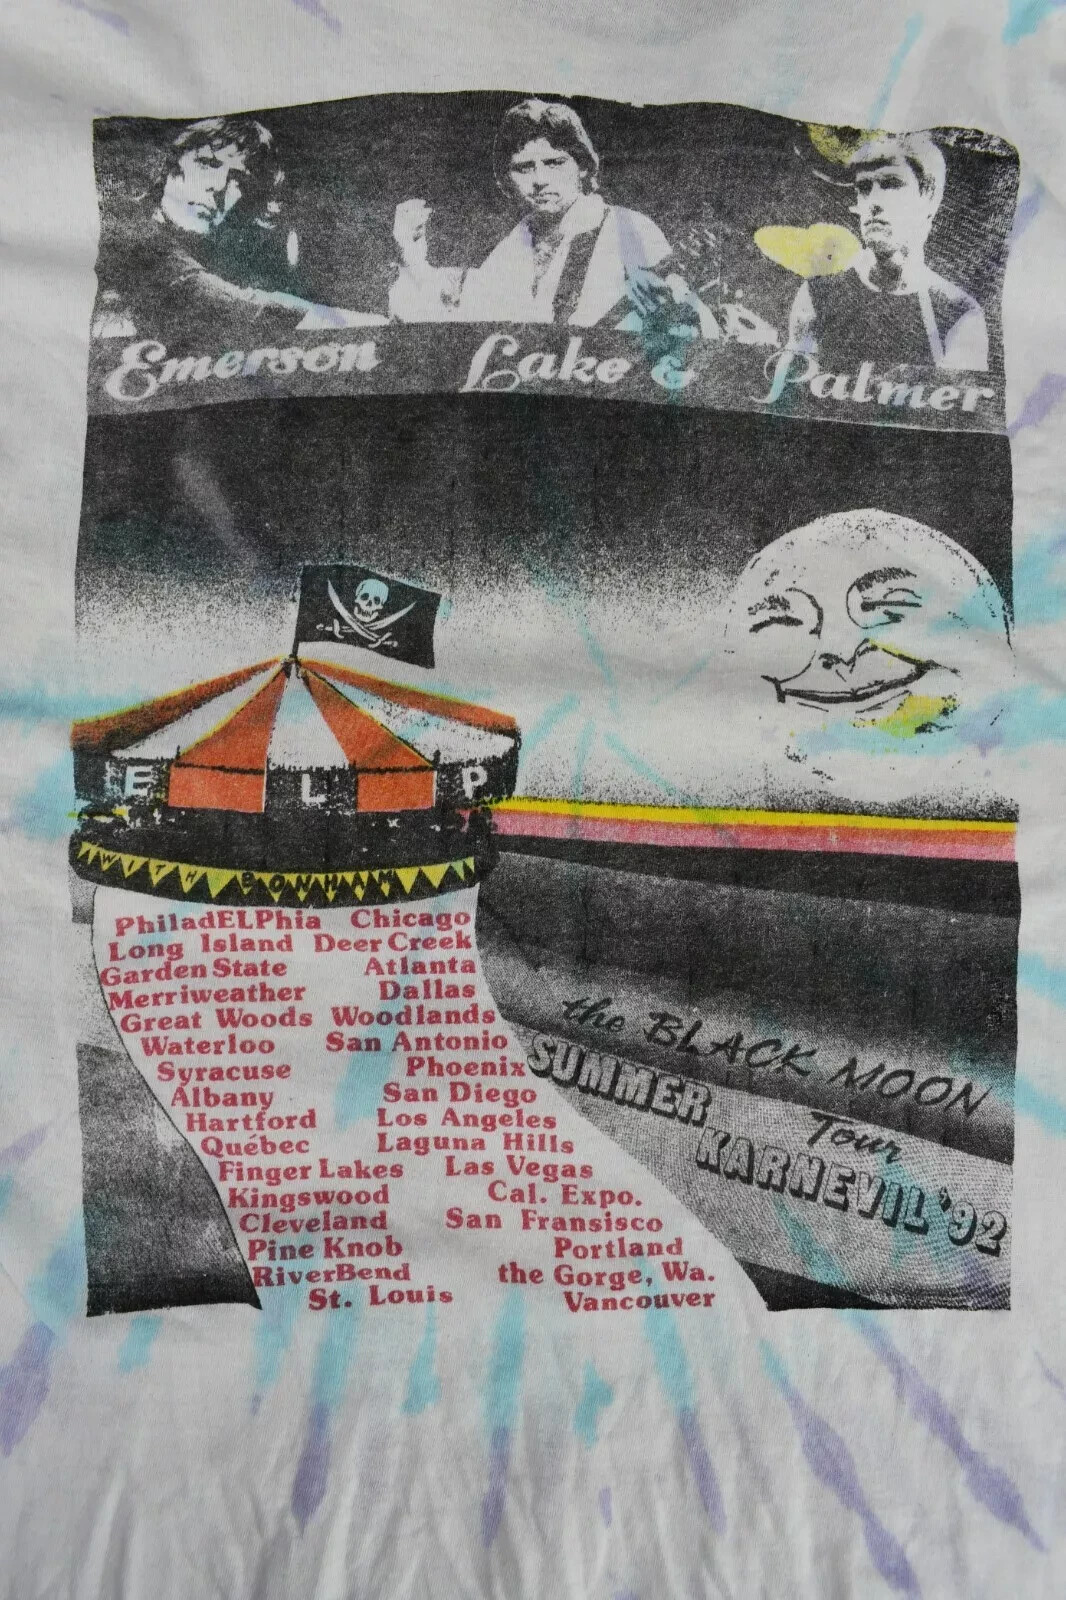 Emerson Lake & Palmer
E L P
WITH BONHAM
PhiladELPhia Chicago
Long Island Deer Creek
Garden State Atlanta
Merriweather Dallas
Great Woods Woodlands
Waterloo San Antonio
Syracuse Phoenix
Albany San Diego
Hartford Los Angeles
Québec Laguna Hills
Finger Lakes Las Vegas
Kingswood Cal. Expo.
Cleveland San Fransisco
Pine Knob Portland
RiverBend the Gorge, Wa.
St. Louis Vancouver
the BLACK MOON
Tour
SUMMER
KARNEVIL '92